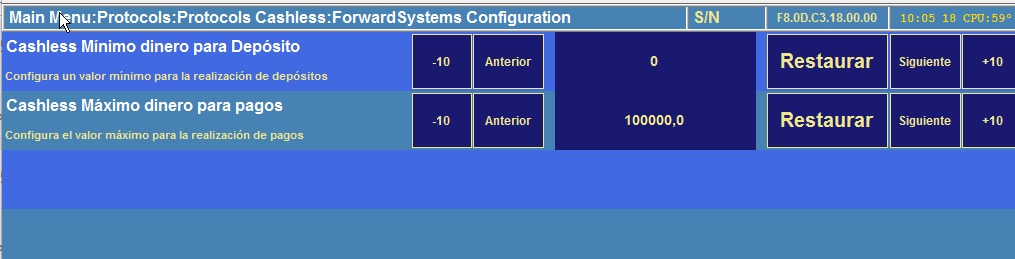 Main Menu:Protocols:Protocols Cashless:ForwardSystems Configuration S/N F8.0D.C3.18.00.00 10:05 18 CPU:59°
Cashless Mínimo dinero para Depósito
Configura un valor mínimo para la realización de depósitos
-10 Anterior 0 Restaurar Siguiente +10
Cashless Máximo dinero para pagos
Configura el valor máximo para la realización de pagos
-10 Anterior 100000,0 Restaurar Siguiente +10